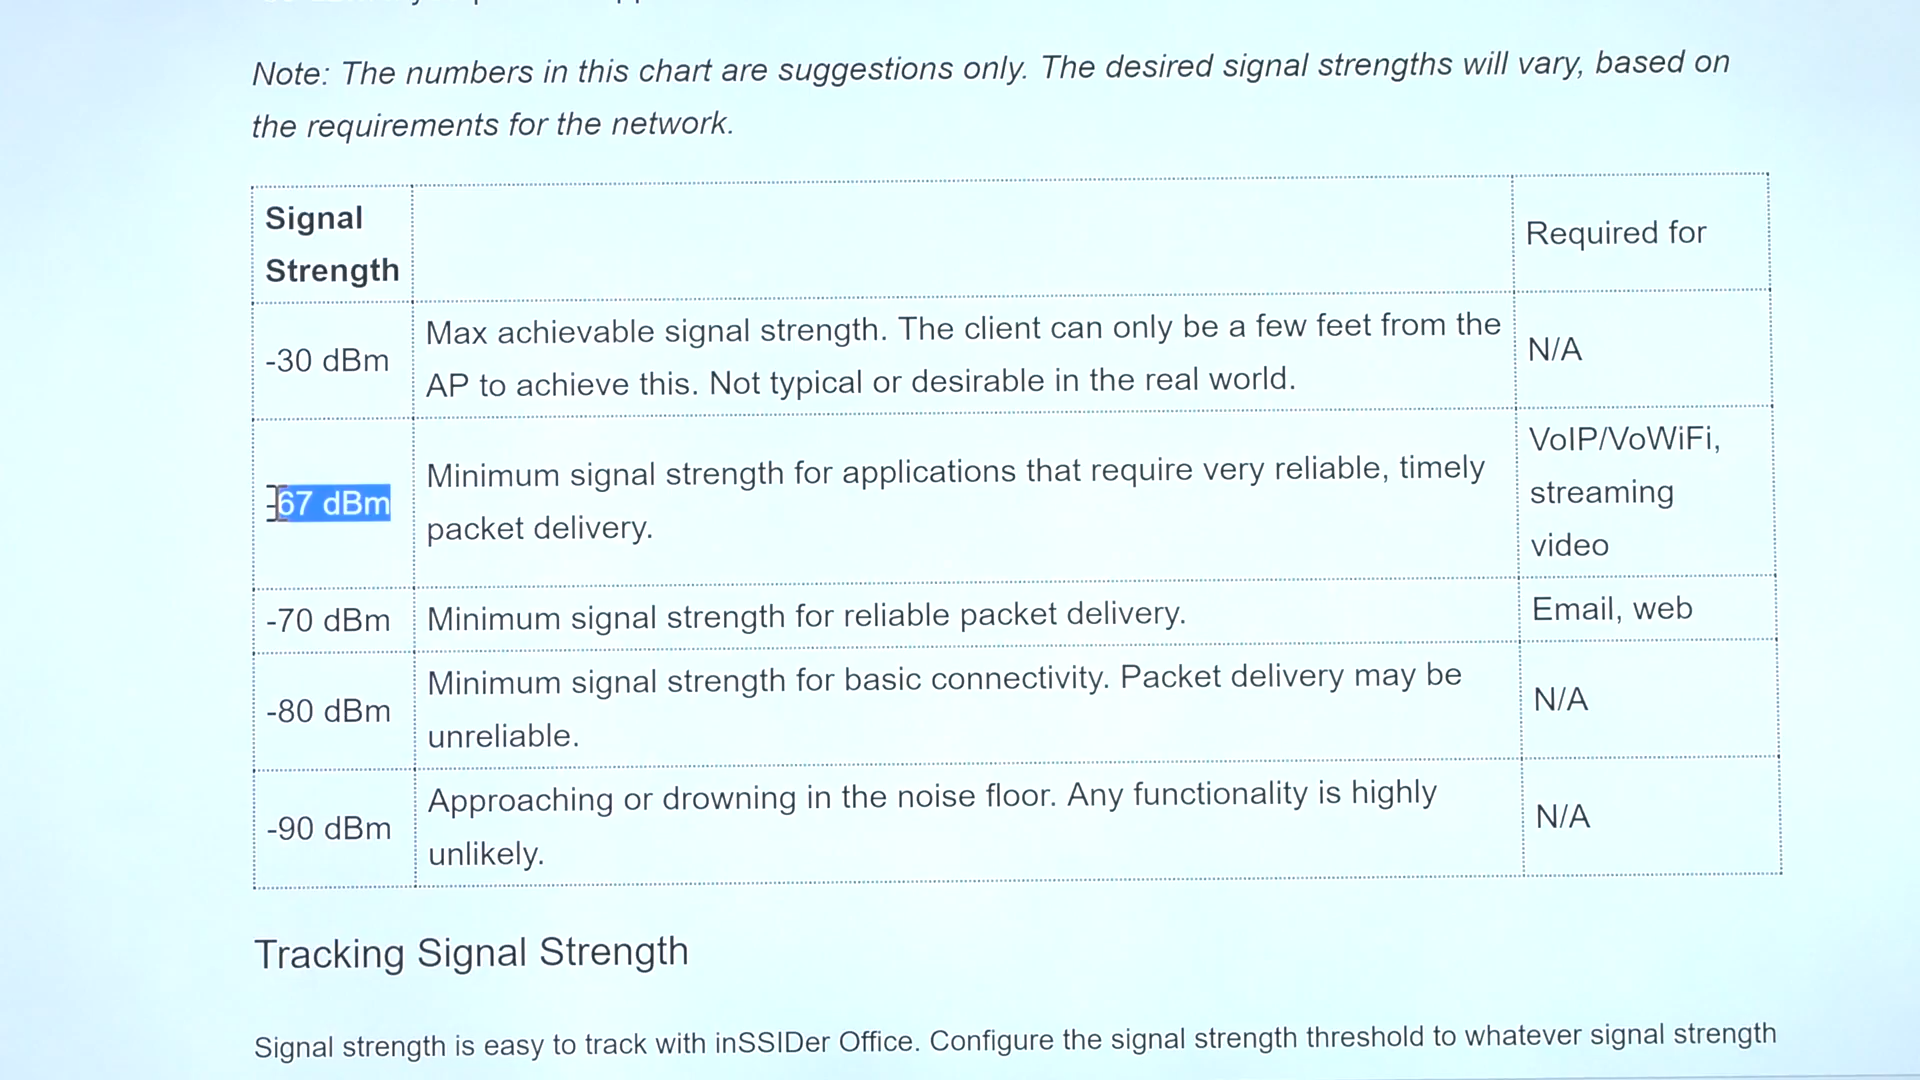 Note: The numbers in this chart are suggestions only. The desired signal strengths will vary, based on
the requirements for the network.
Signal
Strength
Required for
-30 dBm
Max achievable signal strength. The client can only be a few feet from the
AP to achieve this. Not typical or desirable in the real world.
N/A
-67 dBm
Minimum signal strength for applications that require very reliable, timely
packet delivery.
VoIP/VoWiFi,
streaming
video
-70 dBm
Minimum signal strength for reliable packet delivery.
Email, web
-80 dBm
Minimum signal strength for basic connectivity. Packet delivery may be
unreliable.
N/A
-90 dBm
Approaching or drowning in the noise floor. Any functionality is highly
unlikely.
N/A
Tracking Signal Strength
Signal strength is easy to track with inSSIDer Office. Configure the signal strength threshold to whatever signal strength